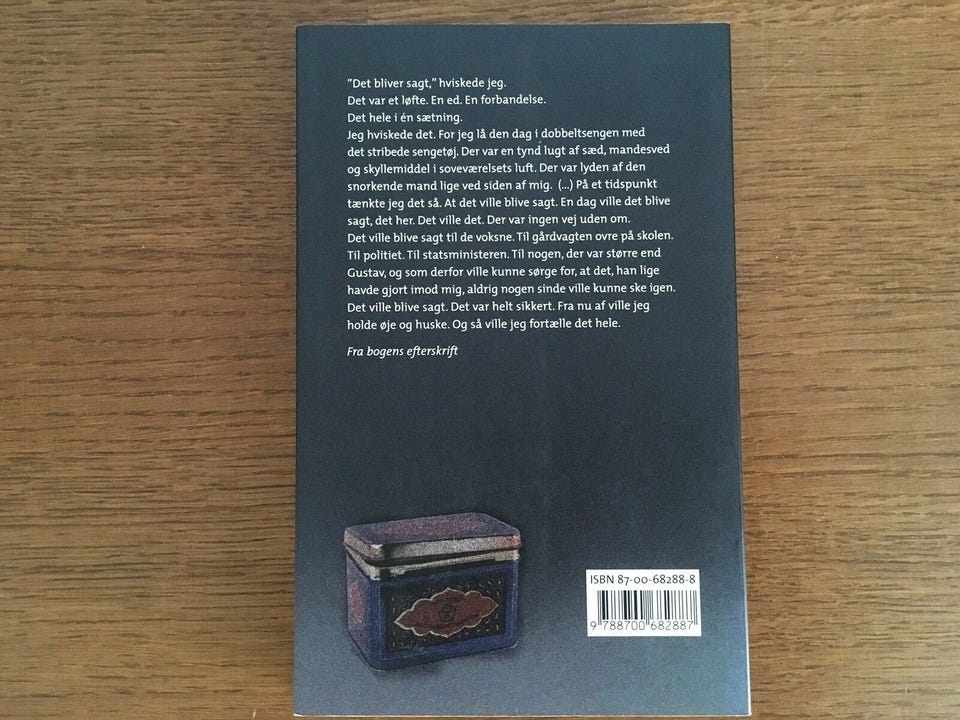 ”Det bliver sagt,” hviskede jeg.
Det var et løfte. En ed. En forbandelse.
Det hele i én sætning.
Jeg hviskede det. For jeg lå den dag i dobbeltsengen med
det stribede sengetøj. Der var en tynd lugt af sæd, mandesved
og skyllemiddel i soveværelsets luft. Der var lyden af den
snorkende mand lige ved siden af mig. (...) På et tidspunkt
tænkte jeg det så. At det ville blive sagt. En dag ville det blive
sagt, det her. Det ville det. Der var ingen vej uden om.
Det ville blive sagt til de voksne. Til gårdvagten ovre på skolen.
Til politiet. Til statsministeren. Til nogen, der var større end
Gustav, og som derfor ville kunne sørge for, at det, han lige
havde gjort imod mig, aldrig nogen sinde ville kunne ske igen.
Det ville blive sagt. Det var helt sikkert. Fra nu af ville jeg
holde øje og huske. Og så ville jeg fortælle det hele.
Fra bogens efterskrift
ISBN 87-00-68288-8
9 788700 682887